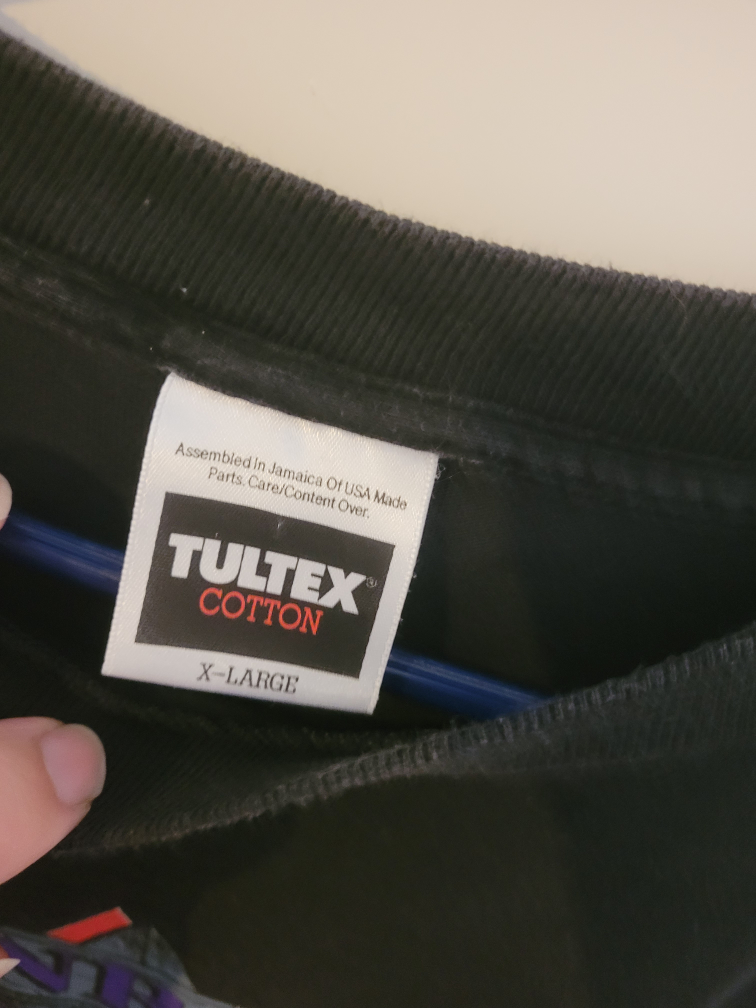 Assembled in Jamaica Of USA Made
Parts. Care/Content Over.
TULTEX®
COTTON
X-LARGE